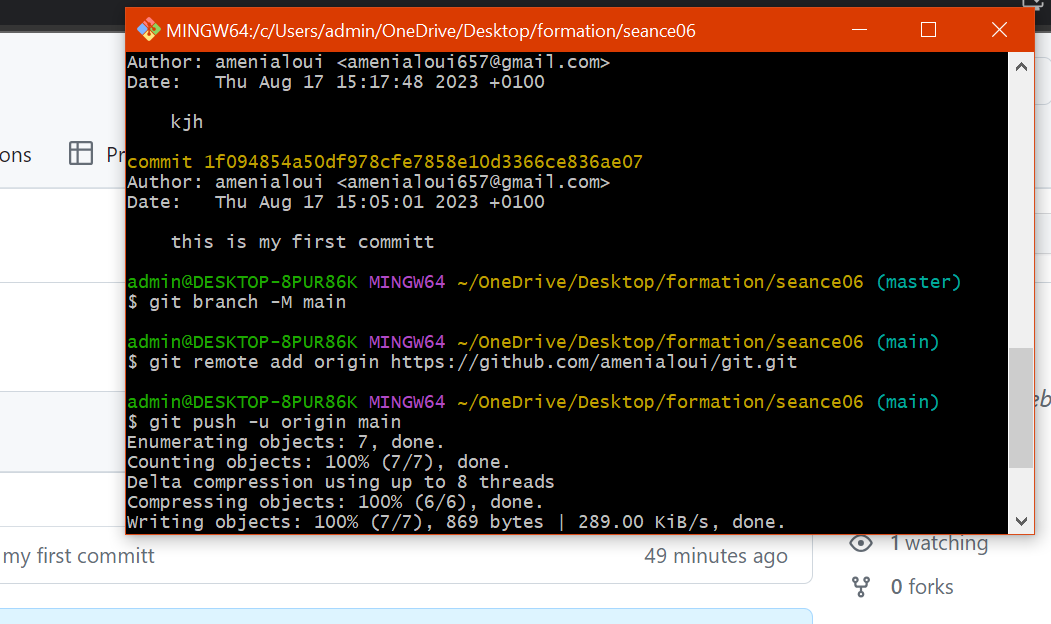 MINGW64:/c/Users/admin/OneDrive/Desktop/formation/seance06
Author: amenialoui <amenialoui657@gmail.com>
Date:   Thu Aug 17 15:17:48 2023 +0100
kjh
commit 1f094854a50df978cfe7858e10d3366ce836ae07
Author: amenialoui <amenialoui657@gmail.com>
Date:   Thu Aug 17 15:05:01 2023 +0100
this is my first committ
admin@DESKTOP-8PUR86K MINGW64 ~/OneDrive/Desktop/formation/seance06 (master)
$ git branch -M main
admin@DESKTOP-8PUR86K MINGW64 ~/OneDrive/Desktop/formation/seance06 (main)
$ git remote add origin https://github.com/amenialoui/git.git
admin@DESKTOP-8PUR86K MINGW64 ~/OneDrive/Desktop/formation/seance06 (main)
$ git push -u origin main
Enumerating objects: 7, done.
Counting objects: 100% (7/7), done.
Delta compression using up to 8 threads
Compressing objects: 100% (6/6), done.
Writing objects: 100% (7/7), 869 bytes | 289.00 KiB/s, done.
ons
Pr
eb
my first committ
49 minutes ago
1 watching
0 forks